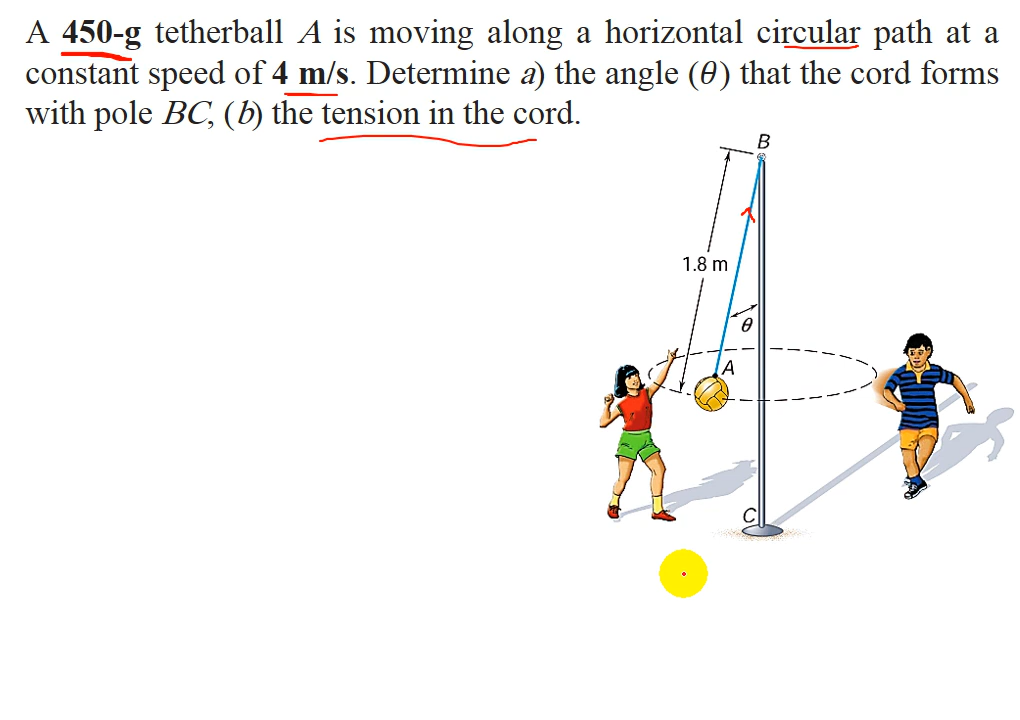 A 450-g tetherball A is moving along a horizontal circular path at a
constant speed of 4 m/s. Determine a) the angle (θ) that the cord forms
with pole BC, (b) the tension in the cord.
B
1.8 m
θ
A
C